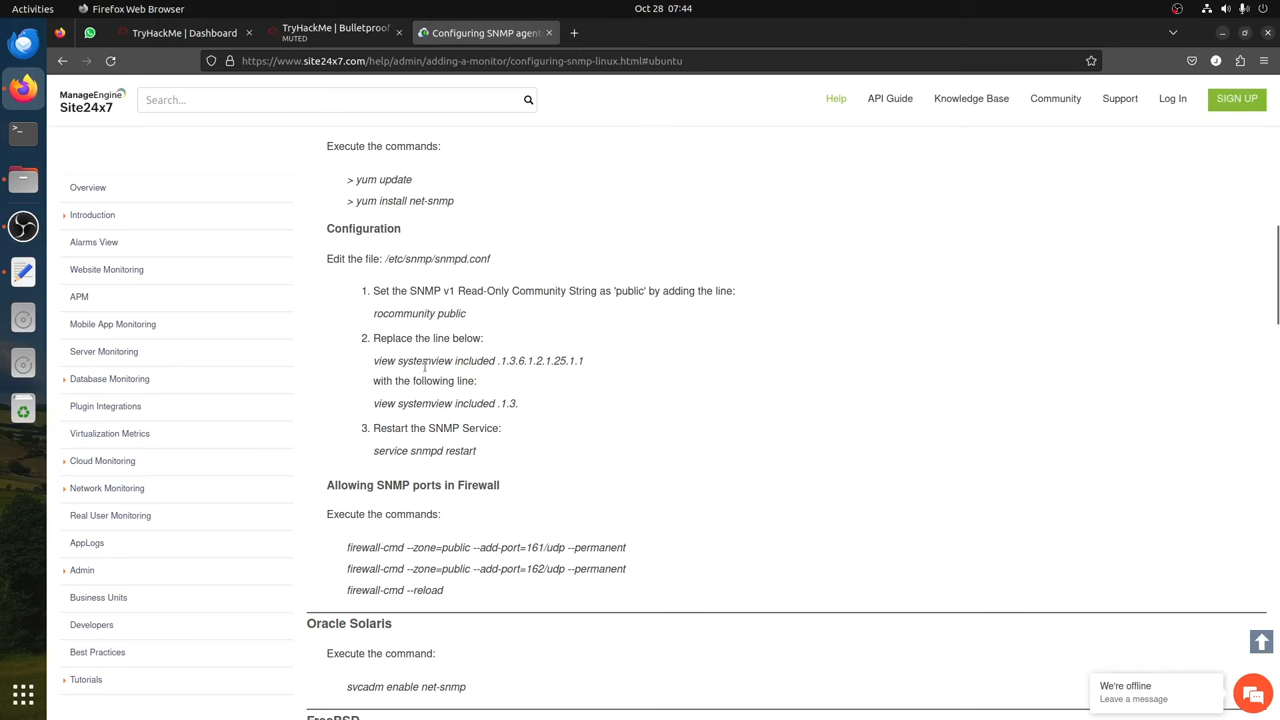 Activities
Firefox Web Browser
Oct 28 07:44
TryHackMe | Dashboard
TryHackMe | Bulletproof
MUTED
Configuring SNMP agent
https://www.site24x7.com/help/admin/adding-a-monitor/configuring-snmp-linux.html#ubuntu
ManageEngine
Site24x7
Search...
Help
API Guide
Knowledge Base
Community
Support
Log In
SIGN UP
Overview
Introduction
Alarms View
Website Monitoring
APM
Mobile App Monitoring
Server Monitoring
Database Monitoring
Plugin Integrations
Virtualization Metrics
Cloud Monitoring
Network Monitoring
Real User Monitoring
AppLogs
Admin
Business Units
Developers
Best Practices
Tutorials
Execute the commands:
> yum update
> yum install net-snmp
Configuration
Edit the file: /etc/snmp/snmpd.conf
1. Set the SNMP v1 Read-Only Community String as 'public' by adding the line:
rocommunity public
2. Replace the line below:
view systemview included .1.3.6.1.2.1.25.1.1
with the following line:
view systemview included .1.3.
3. Restart the SNMP Service:
service snmpd restart
Allowing SNMP ports in Firewall
Execute the commands:
firewall-cmd --zone=public --add-port=161/udp --permanent
firewall-cmd --zone=public --add-port=162/udp --permanent
firewall-cmd --reload
Oracle Solaris
Execute the command:
svcadm enable net-snmp
FreeBSD
We're offline
Leave a message